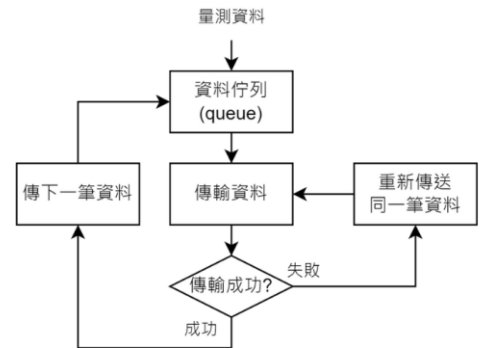 量測資料
資料佇列
(queue)
傳下一筆資料
傳輸資料
重新傳送
同一筆資料
傳輸成功?
失敗
成功